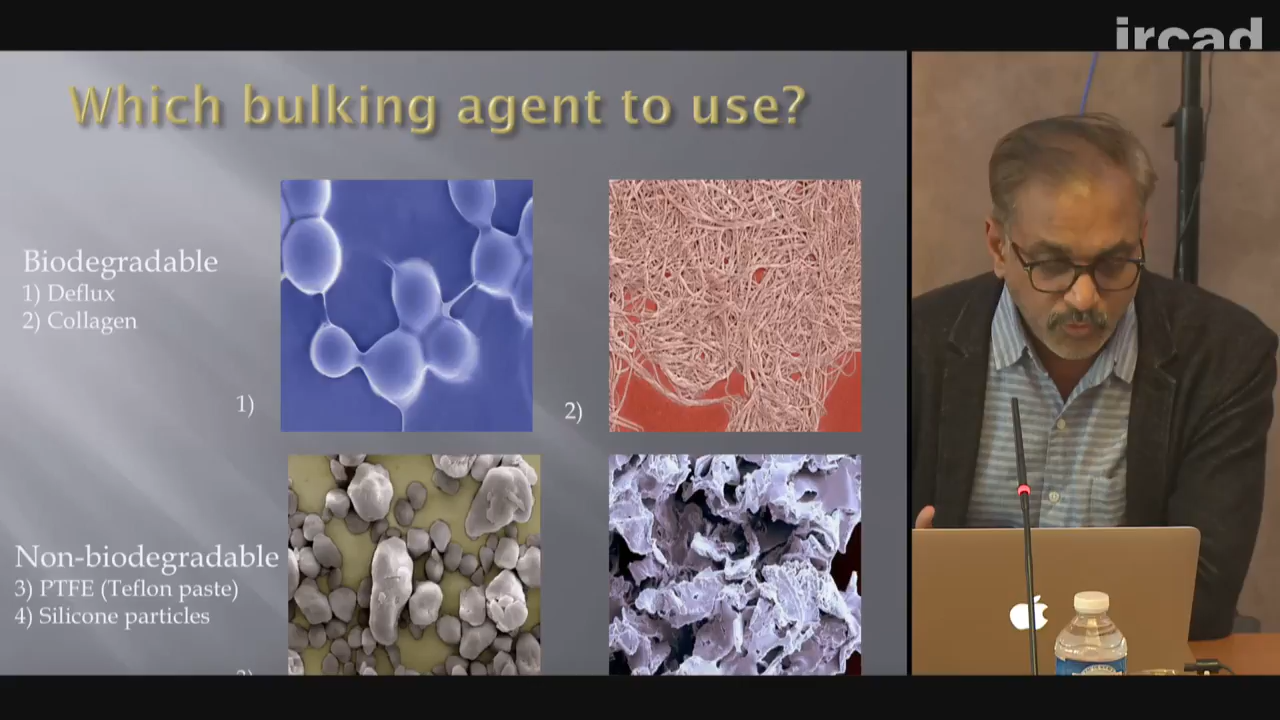 ircad
Which bulking agent to use?
Biodegradable
1) Deflux
2) Collagen
1)
2)
Non-biodegradable
3) PTFE (Teflon paste)
4) Silicone particles